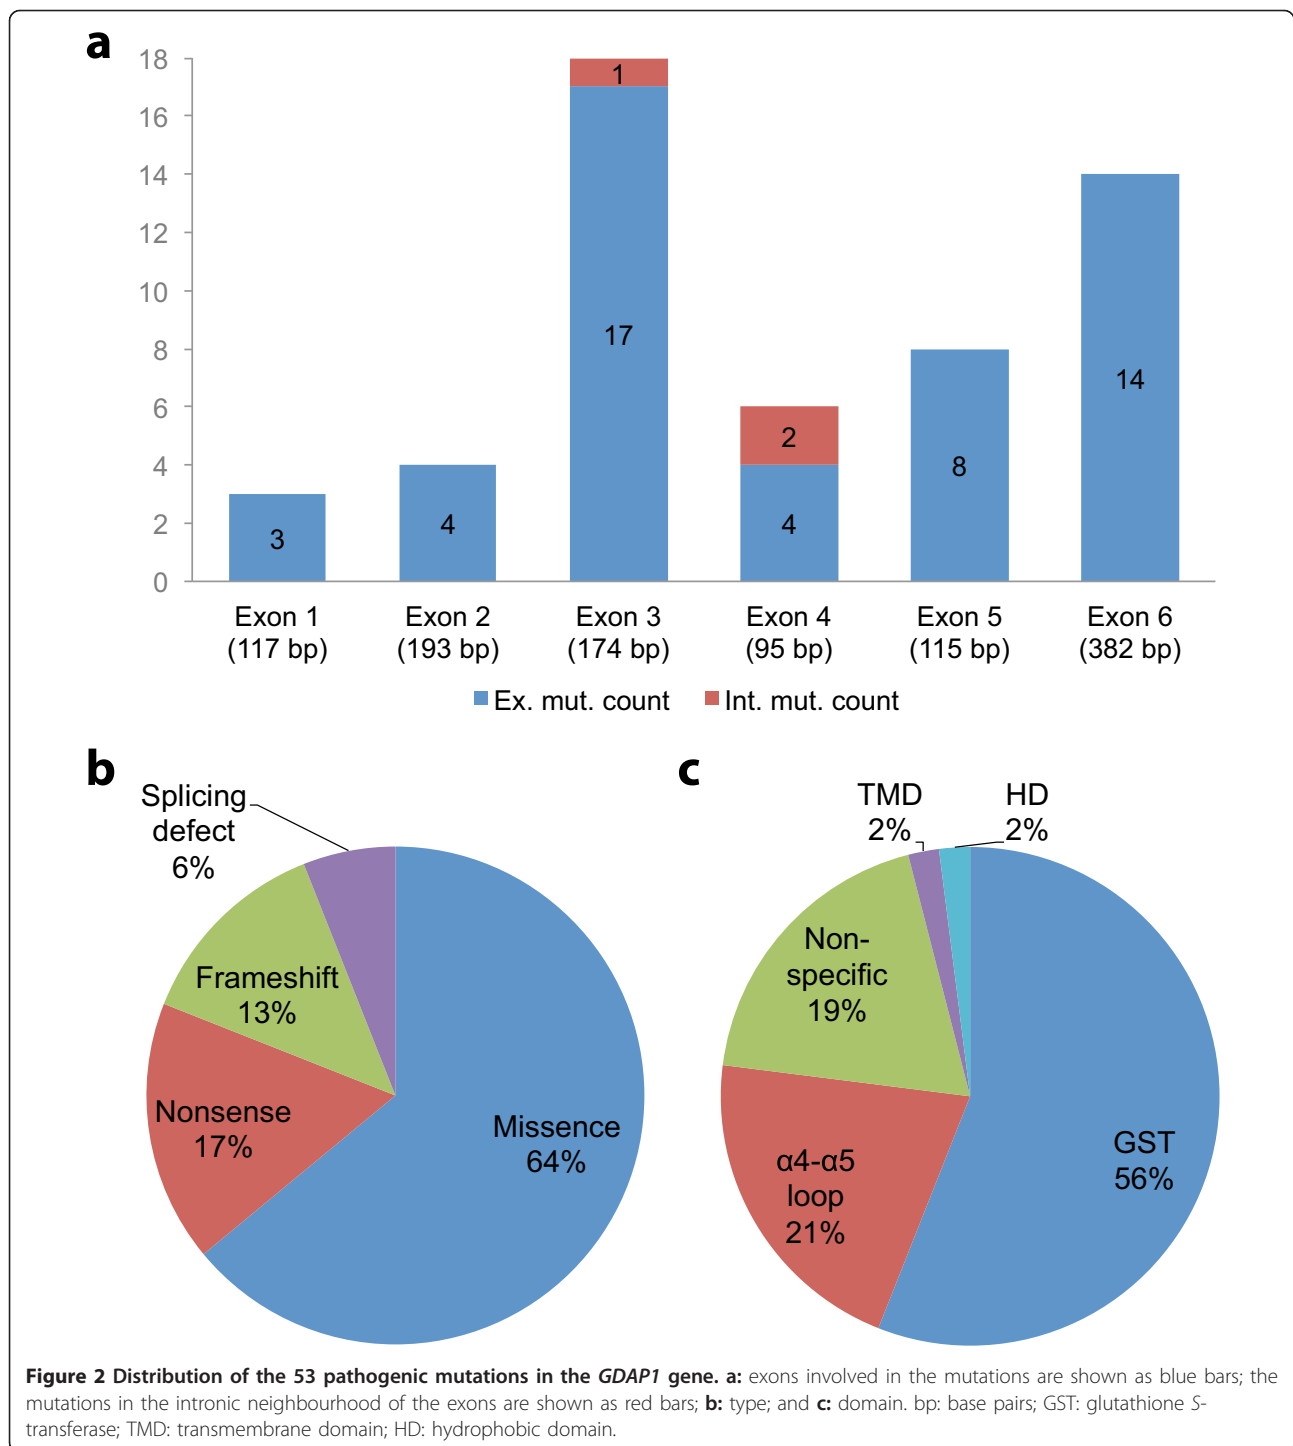 a
18
16
14
12
10
8
6
4
2
0
1
17
2
4
3
4
8
14
Exon 1 Exon 2 Exon 3 Exon 4 Exon 5 Exon 6
(117 bp) (193 bp) (174 bp) (95 bp) (115 bp) (382 bp)
Ex. mut. count Int. mut. count
b
Splicing
defect
6%
Frameshift
13%
Nonsense
17%
Missence
64%
c
TMD
2%
HD
2%
Non-
specific
19%
α4-α5
loop
21%
GST
56%
Figure 2 Distribution of the 53 pathogenic mutations in the GDAP1 gene. a: exons involved in the mutations are shown as blue bars; the
mutations in the intronic neighbourhood of the exons are shown as red bars; b: type; and c: domain. bp: base pairs; GST: glutathione S-
transferase; TMD: transmembrane domain; HD: hydrophobic domain.